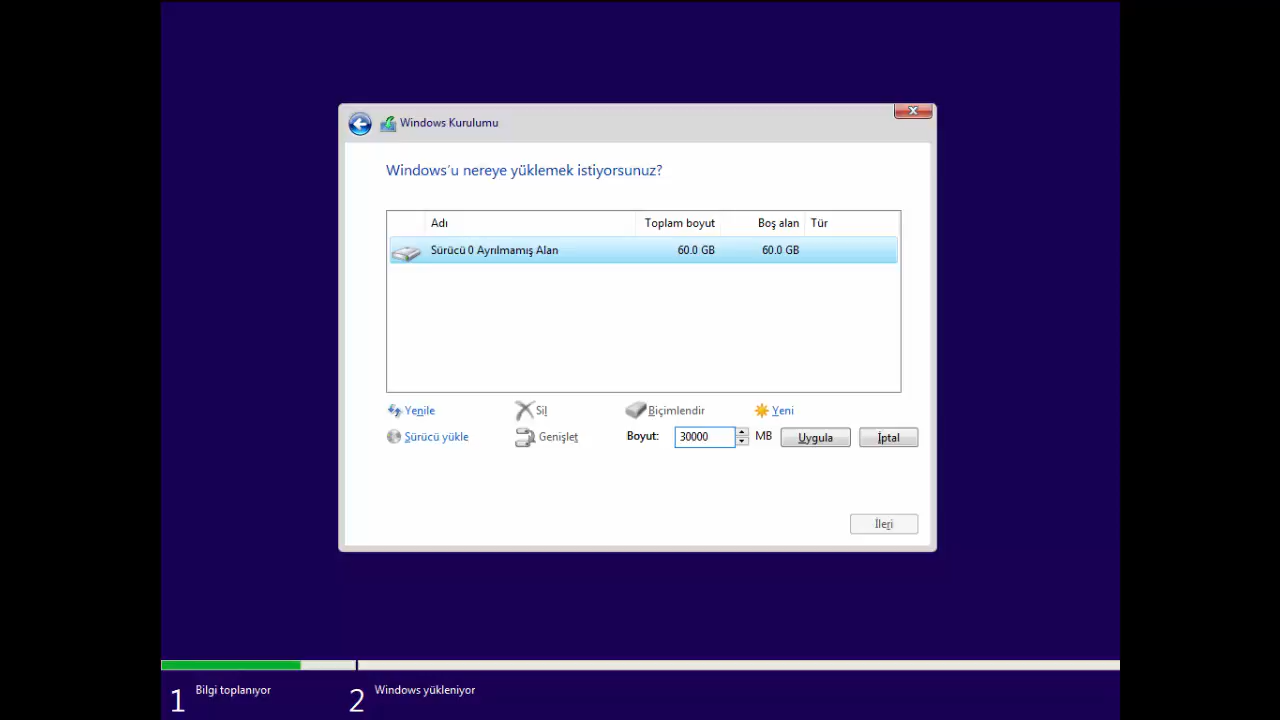 Windows Kurulumu
Windows'u nereye yüklemek istiyorsunuz?
Adı Toplam boyut Boş alan Tür
Sürücü 0 Ayrılmamış Alan 60.0 GB 60.0 GB
Yenile Sil Biçimlendir Yeni
Sürücü yükle Genişlet Boyut: 30000 MB Uygula İptal
İleri
1 Bilgi toplanıyor 2 Windows yükleniyor